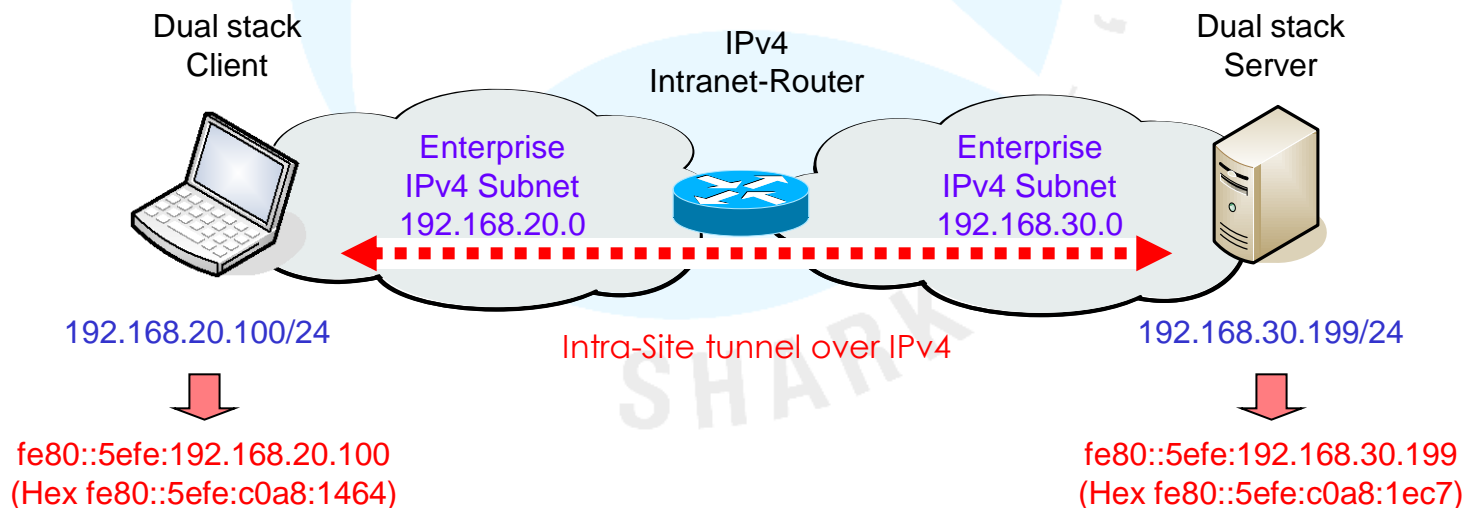 Dual stack
Client
IPv4
Intranet-Router
Dual stack
Server
Enterprise
IPv4 Subnet
192.168.20.0
Enterprise
IPv4 Subnet
192.168.30.0
192.168.20.100/24
Intra-Site tunnel over IPv4
192.168.30.199/24
SHARK
fe80::5efe:192.168.20.100
(Hex fe80::5efe:c0a8:1464)
fe80::5efe:192.168.30.199
(Hex fe80::5efe:c0a8:1ec7)